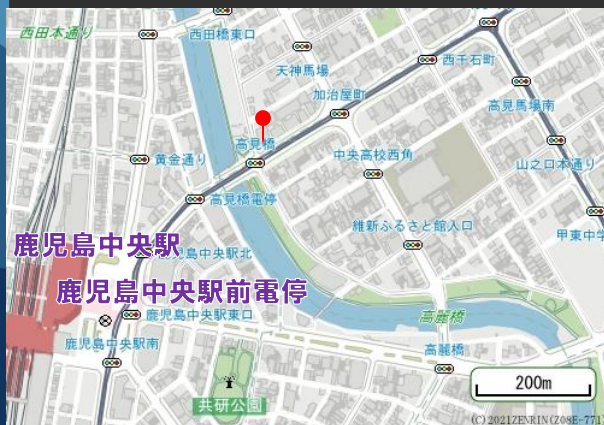 西田本通り
西田橋東口
天神馬場
西千石町
加治屋町
高見馬場南
高見橋
中央高校西角
黄金通り
山之口本通り
高見橋電停
維新ふるさと館入口
甲東中学
鹿児島中央駅
鹿児島中央駅北
鹿児島中央駅前電停
鹿児島中央駅東口
高麗橋
鹿児島中央駅南
高麗橋
共研公園
200m
(C)2021ZENRIN(Z08E-771)